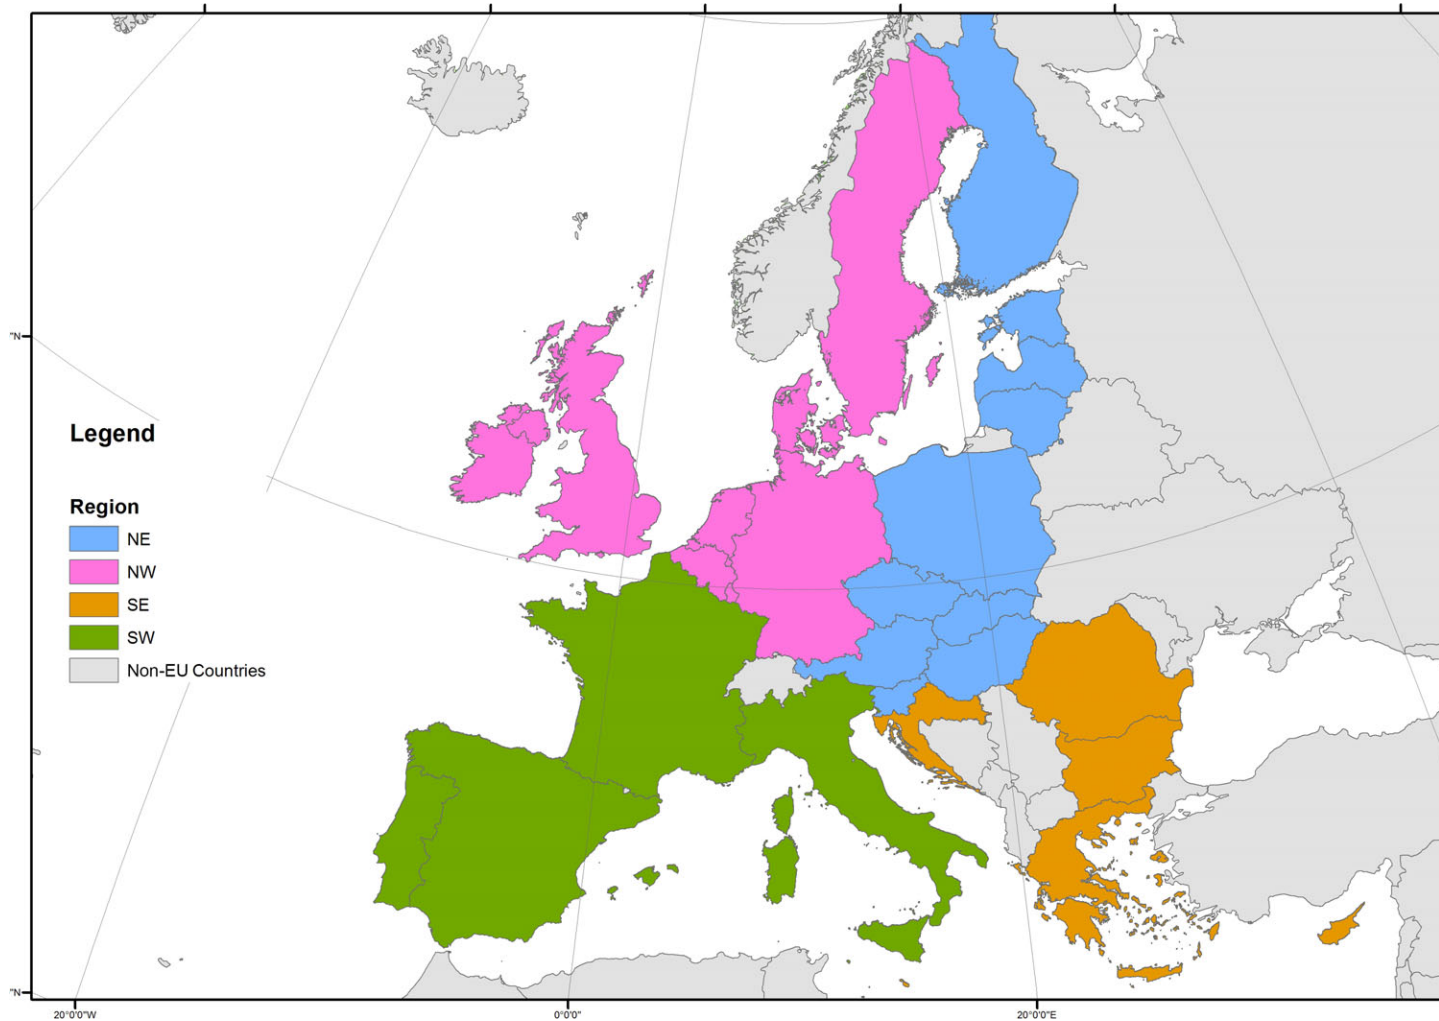 "N
Legend
Region
NE
NW
SE
SW
Non-EU Countries
"N
20°0'0"W
0°0'0"
20°0'0"E